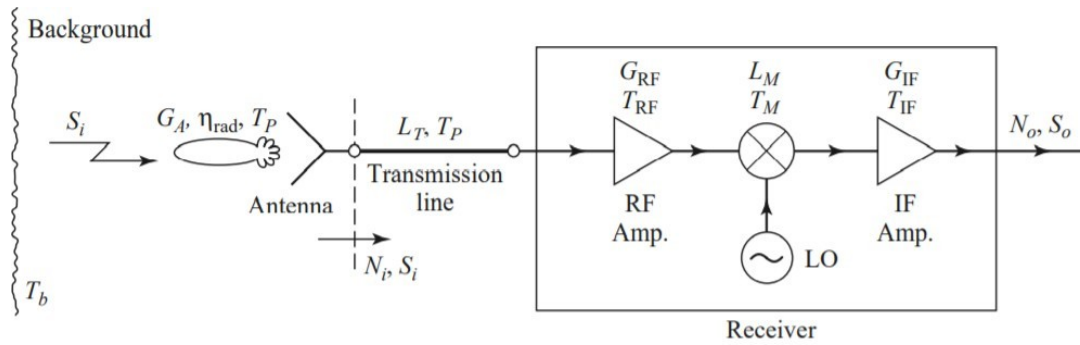 Background
S_i
G_A, η_rad, T_P
Antenna
L_T, T_P
Transmission
line
N_i, S_i
T_b
G_RF
T_RF
RF
Amp.
L_M
T_M
LO
G_IF
T_IF
IF
Amp.
N_o, S_o
Receiver